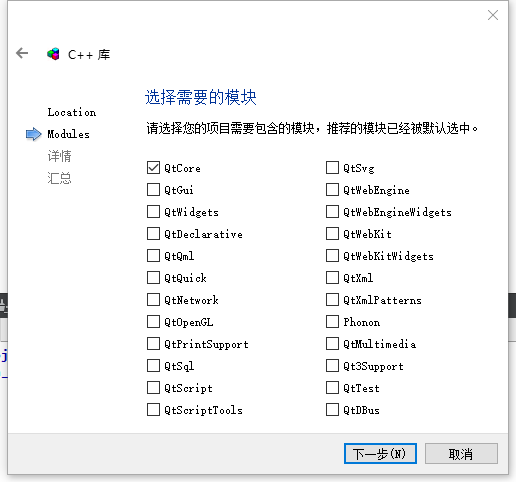 C++ 库
Location
Modules
详情
汇总
选择需要的模块
请选择您的项目需要包含的模块，推荐的模块已经被默认选中。
QtCore
QtGui
QtWidgets
QtDeclarative
QtQml
QtQuick
QtNetwork
QtOpenGL
QtPrintSupport
QtSql
QtScript
QtScriptTools
QtSvg
QtWebEngine
QtWebEngineWidgets
QtWebKit
QtWebKitWidgets
QtXml
QtXmlPatterns
Phonon
QtMultimedia
Qt3Support
QtTest
QtDBus
下一步(N)
取消